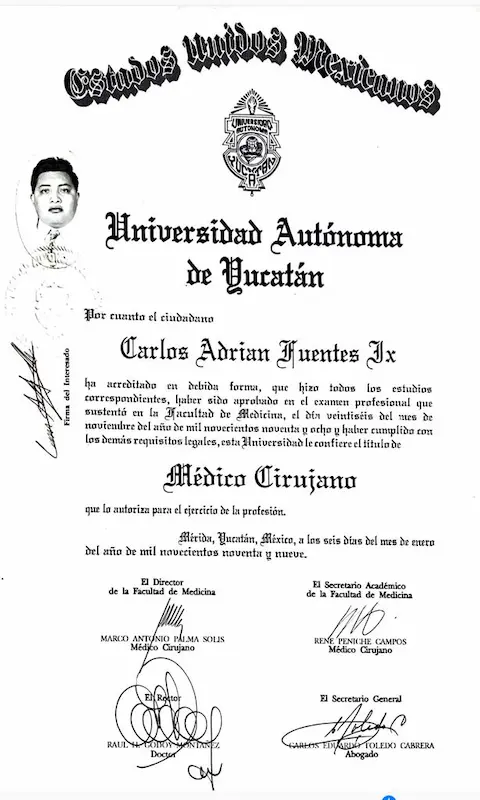 Estados Unidos Mexicanos
UNIVERSIDAD
AUTONOMA
YUCATAN
Universidad Autónoma
de Yucatán
Por cuanto el ciudadano
Carlos Adrian Fuentes Ix
ha acreditado en debida forma, que hizo todos los estudios
correspondientes, haber sido aprobado en el examen profesional que
sustentó en la Facultad de Medicina, el día veintiséis del mes de
noviembre del año de mil novecientos noventa y ocho y haber cumplido con
los demás requisitos legales, esta Universidad le confiere el título de
Firma del Interesado
Médico Cirujano
que lo autoriza para el ejercicio de la profesión.
Mérida, Yucatán, México, a los seis días del mes de enero
del año de mil novecientos noventa y nueve.
El Director
de la Facultad de Medicina
MARCO ANTONIO PALMA SOLIS
Médico Cirujano
El Secretario Académico
de la Facultad de Medicina
RENE PENICHE CAMPOS
Médico Cirujano
El Rector
RAUL H. GODOY MONTAÑEZ
Doctor
El Secretario General
CARLOS EDUARDO TOLEDO CABRERA
Abogado